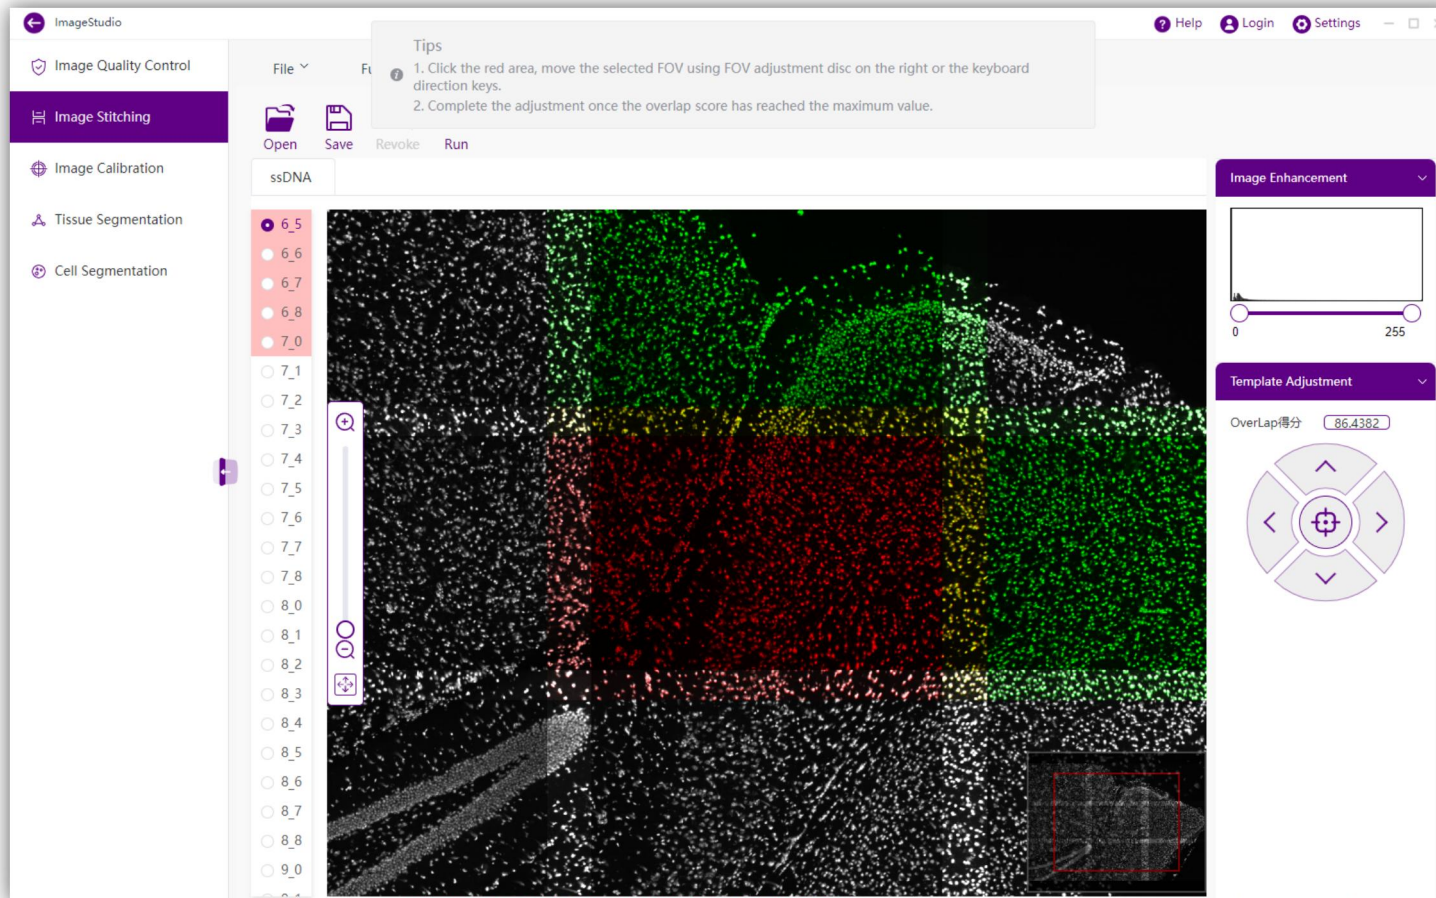 ImageStudio
Help
Login
Settings
Image Quality Control
Image Stitching
Image Calibration
Tissue Segmentation
Cell Segmentation
File
Tips
1. Click the red area, move the selected FOV using FOV adjustment disc on the right or the keyboard
direction keys.
2. Complete the adjustment once the overlap score has reached the maximum value.
Open
Save
Revoke
Run
ssDNA
6_5
6_6
6_7
6_8
7_0
7_1
7_2
7_3
7_4
7_5
7_6
7_7
7_8
8_0
8_1
8_2
8_3
8_4
8_5
8_6
8_7
8_8
9_0
Image Enhancement
0
255
Template Adjustment
OverLap得分
86.4382